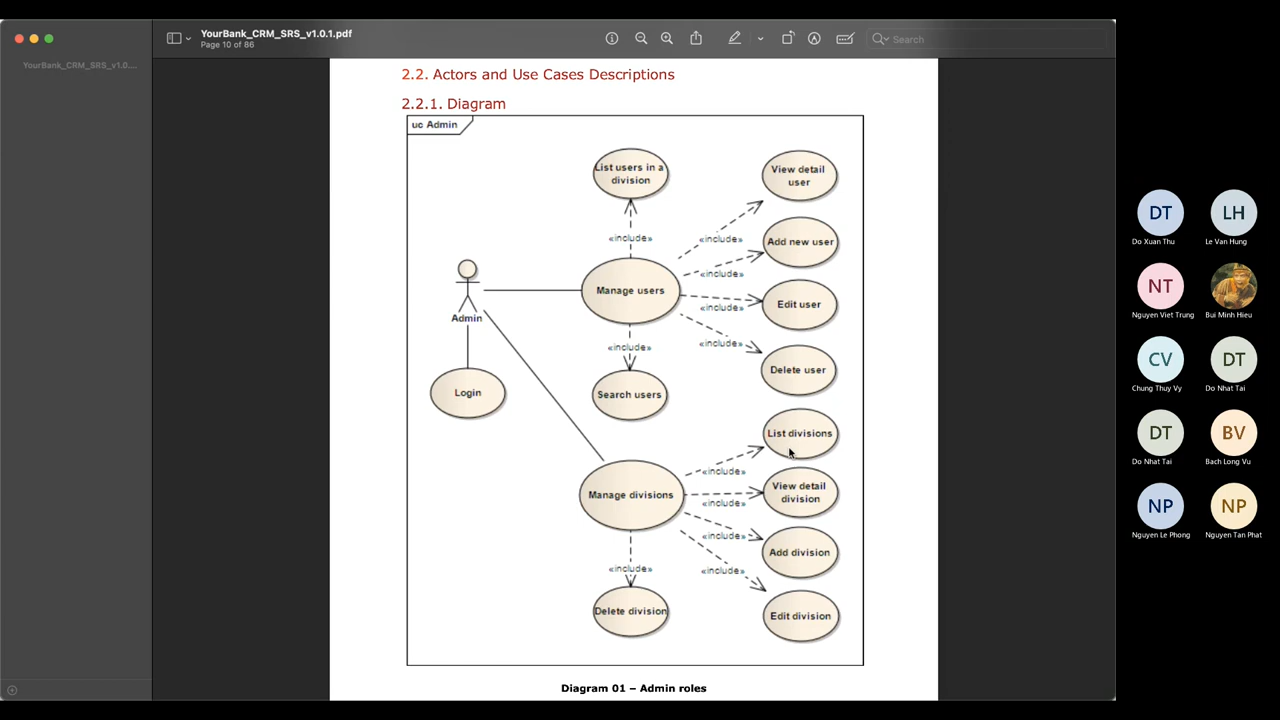 YourBank_CRM_SRS_v1.0.1.pdf
Page 10 of 86
Search
YourBank_CRM_SRS_v1.0....
2.2. Actors and Use Cases Descriptions
2.2.1. Diagram
uc Admin
List users in a
division
View detail
user
«include»
«include»
Add new user
«include»
Manage users
Edit user
«include»
Admin
«include»
«include»
Delete user
Login
Search users
List divisions
«include»
View detail
division
Manage divisions
«include»
«include»
Add division
«include»
«include»
Delete division
Edit division
Diagram 01 – Admin roles
DT
LH
Do Xuan Thu
Le Van Hung
NT
Nguyen Viet Trung
Bui Minh Hieu
CV
DT
Chung Thuy Vy
Do Nhat Tai
DT
BV
Do Nhat Tai
Bach Long Vu
NP
NP
Nguyen Le Phong
Nguyen Tan Phat